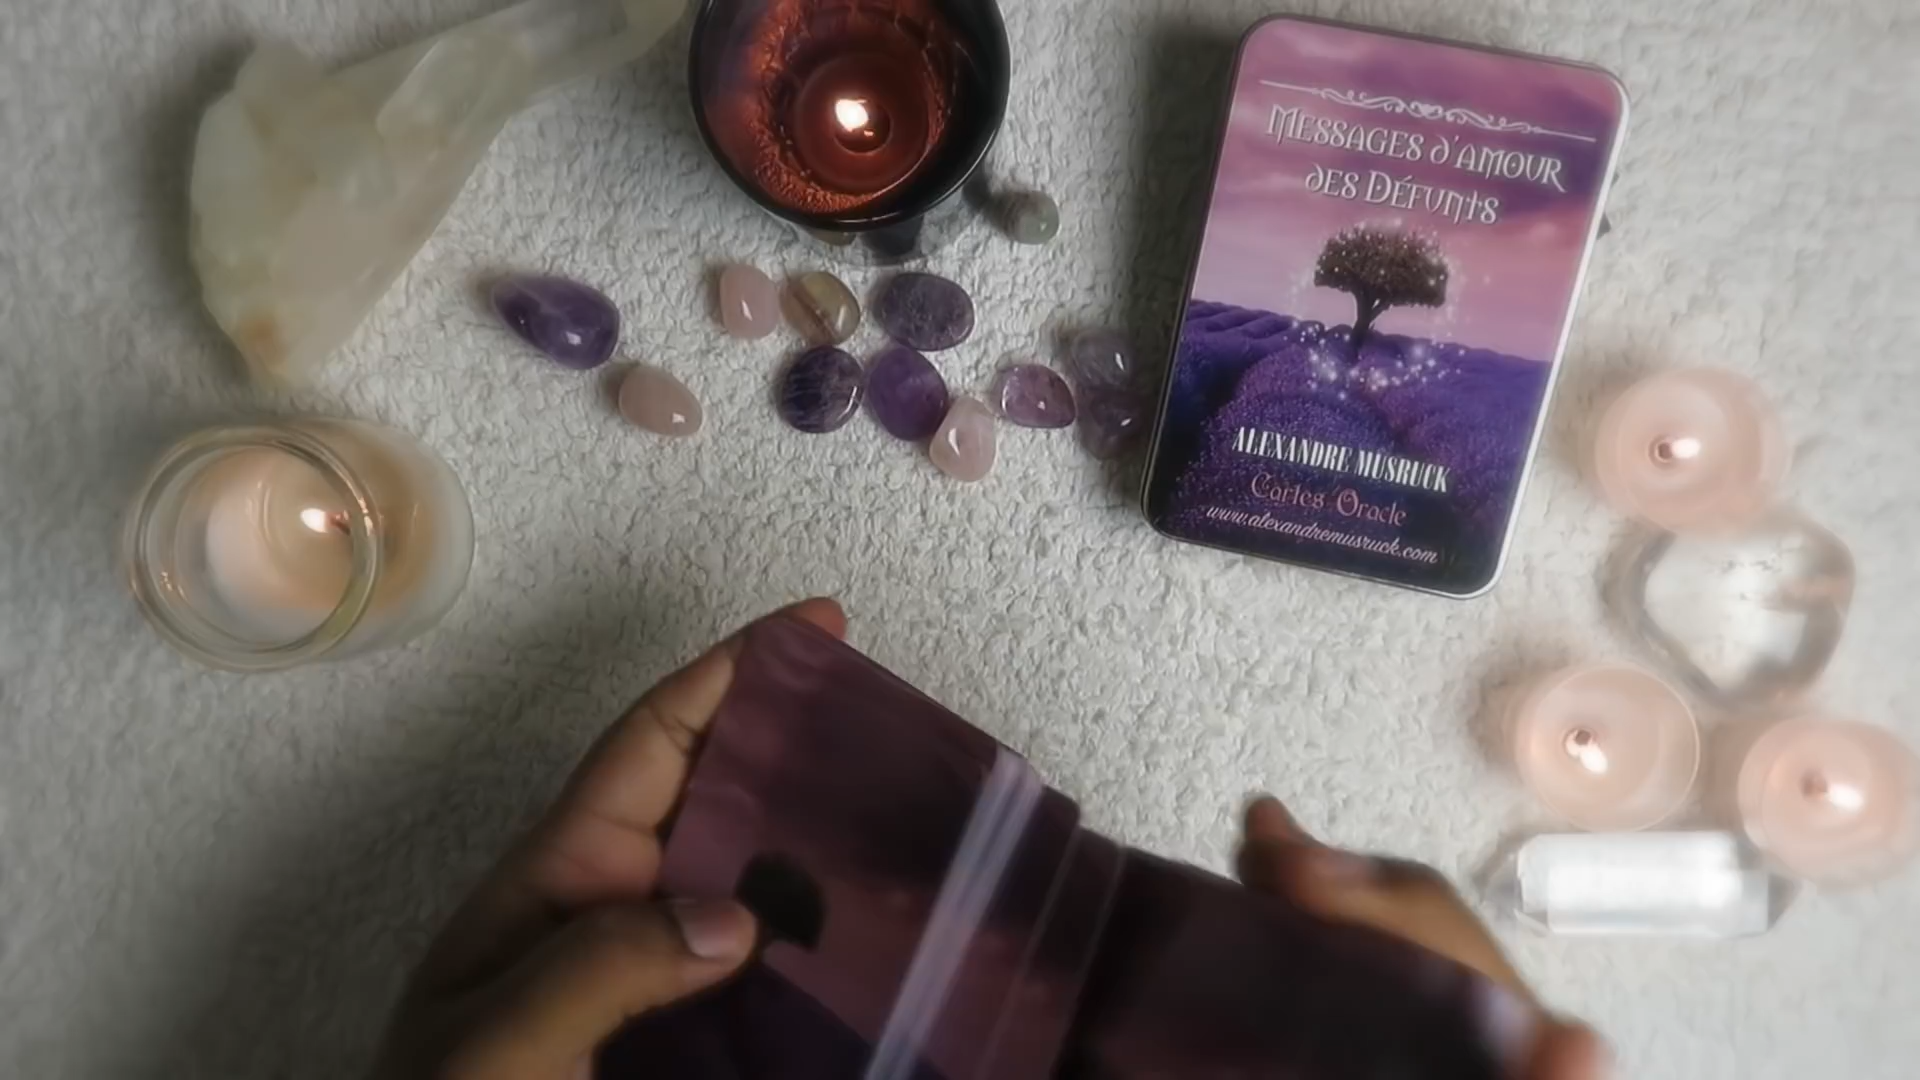 MESSAGES D'AMOUR
DES DÉFUNTS
ALEXANDRE MUSRUCK
Cartes Oracle
www.alexandremusruck.com